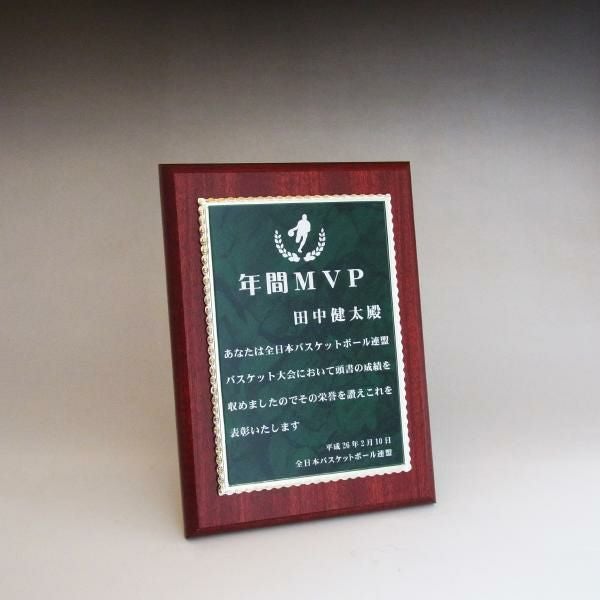 年間MVP
田中健太殿
あなたは全日本バスケットボール連盟
バスケット大会において頭書の成績を
収めましたのでその栄誉を讃えこれを
表彰いたします
平成26年2月10日
全日本バスケットボール連盟